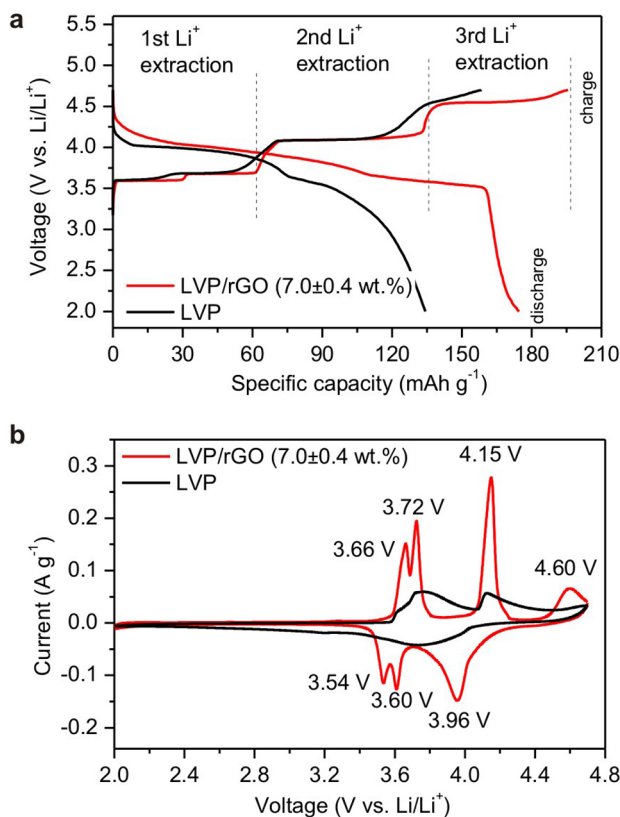 a
1st Li⁺ extraction
2nd Li⁺ extraction
3rd Li⁺ extraction
charge
discharge
5.5
5.0
4.5
4.0
3.5
3.0
2.5
2.0
Voltage (V vs. Li/Li⁺)
LVP/rGO (7.0±0.4 wt.%)
LVP
0 30 60 90 120 150 180 210
Specific capacity (mAh g⁻¹)
b
LVP/rGO (7.0±0.4 wt.%)
LVP
4.15 V
3.72 V
3.66 V
4.60 V
3.54 V
3.60 V
3.96 V
0.3
0.2
0.1
0.0
-0.1
-0.2
Current (A g⁻¹)
2.0 2.4 2.8 3.2 3.6 4.0 4.4 4.8
Voltage (V vs. Li/Li⁺)